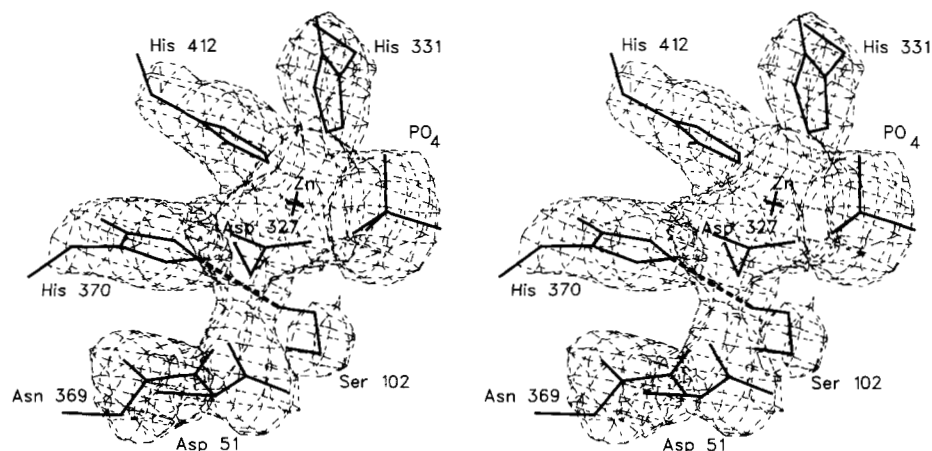 His 412
His 331
PO4
Zn
Asp 327
His 370
Ser 102
Asn 369
Asp 51
His 412
His 331
PO4
Zn
Asp 327
His 370
Ser 102
Asn 369
Asp 51